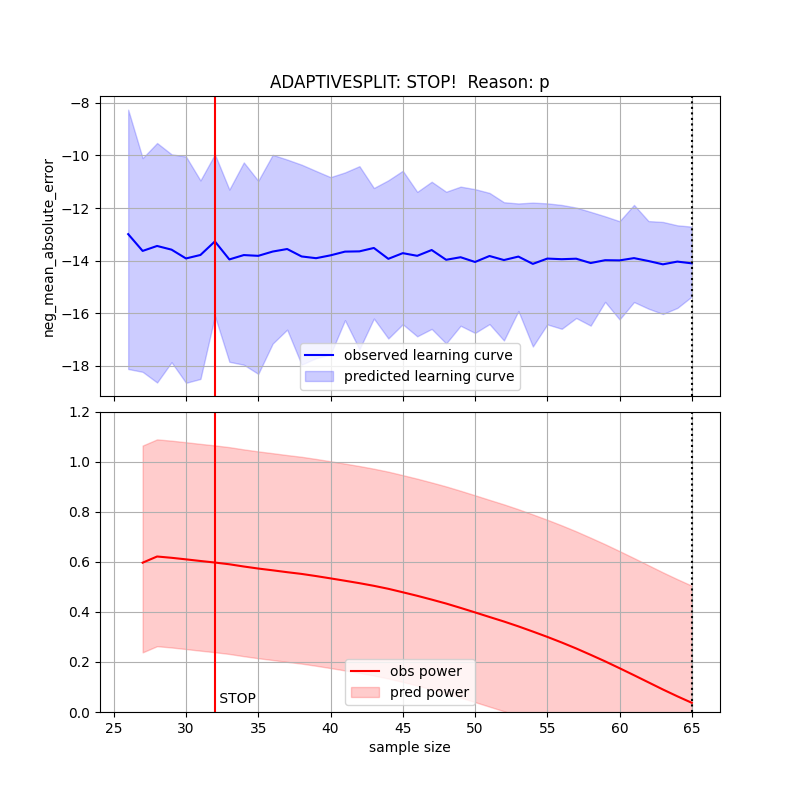 ADAPTIVESPLIT: STOP!  Reason: p
neg_mean_absolute_error
−8
−10
−12
−14
−16
−18
observed learning curve
predicted learning curve
1.2
1.0
0.8
0.6
0.4
0.2
0.0
STOP
obs power
pred power
25 30 35 40 45 50 55 60 65
sample size